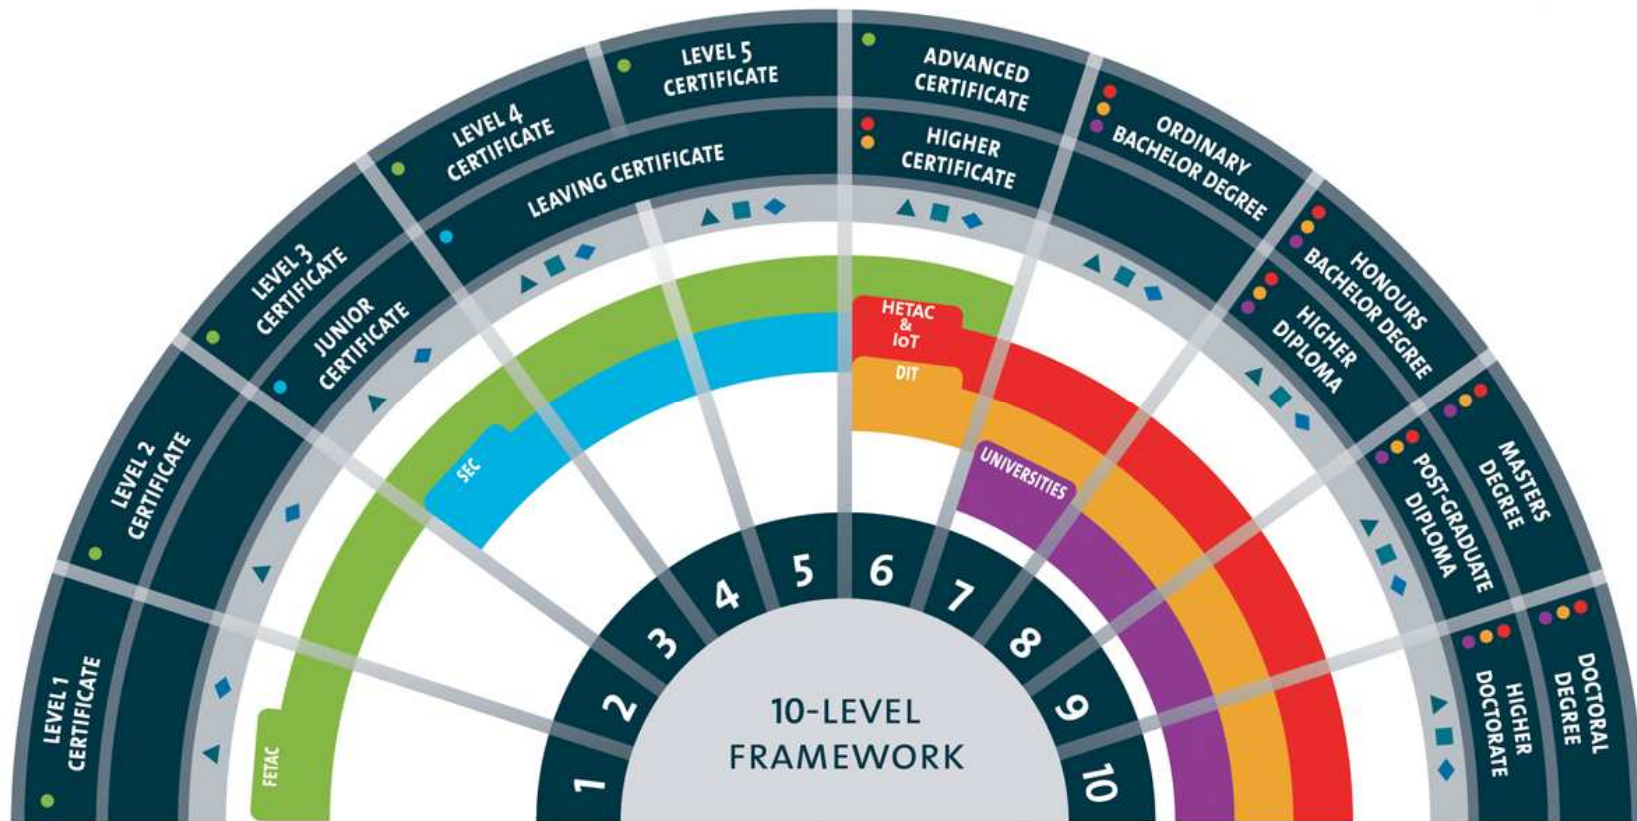 LEVEL 1
CERTIFICATE
LEVEL 2
CERTIFICATE
LEVEL 3
CERTIFICATE
LEVEL 4
CERTIFICATE
LEVEL 5
CERTIFICATE
ADVANCED
CERTIFICATE
ORDINARY
BACHELOR DEGREE
HONOURS
BACHELOR DEGREE
MASTERS
DEGREE
DOCTORAL
DEGREE
JUNIOR
CERTIFICATE
LEAVING CERTIFICATE
HIGHER
CERTIFICATE
HIGHER
DIPLOMA
POST-GRADUATE
DIPLOMA
HIGHER
DOCTORATE
FETAC
SEC
HETAC
&
IoT
DIT
UNIVERSITIES
1
2
3
4
5
6
7
8
9
10
10-LEVEL
FRAMEWORK